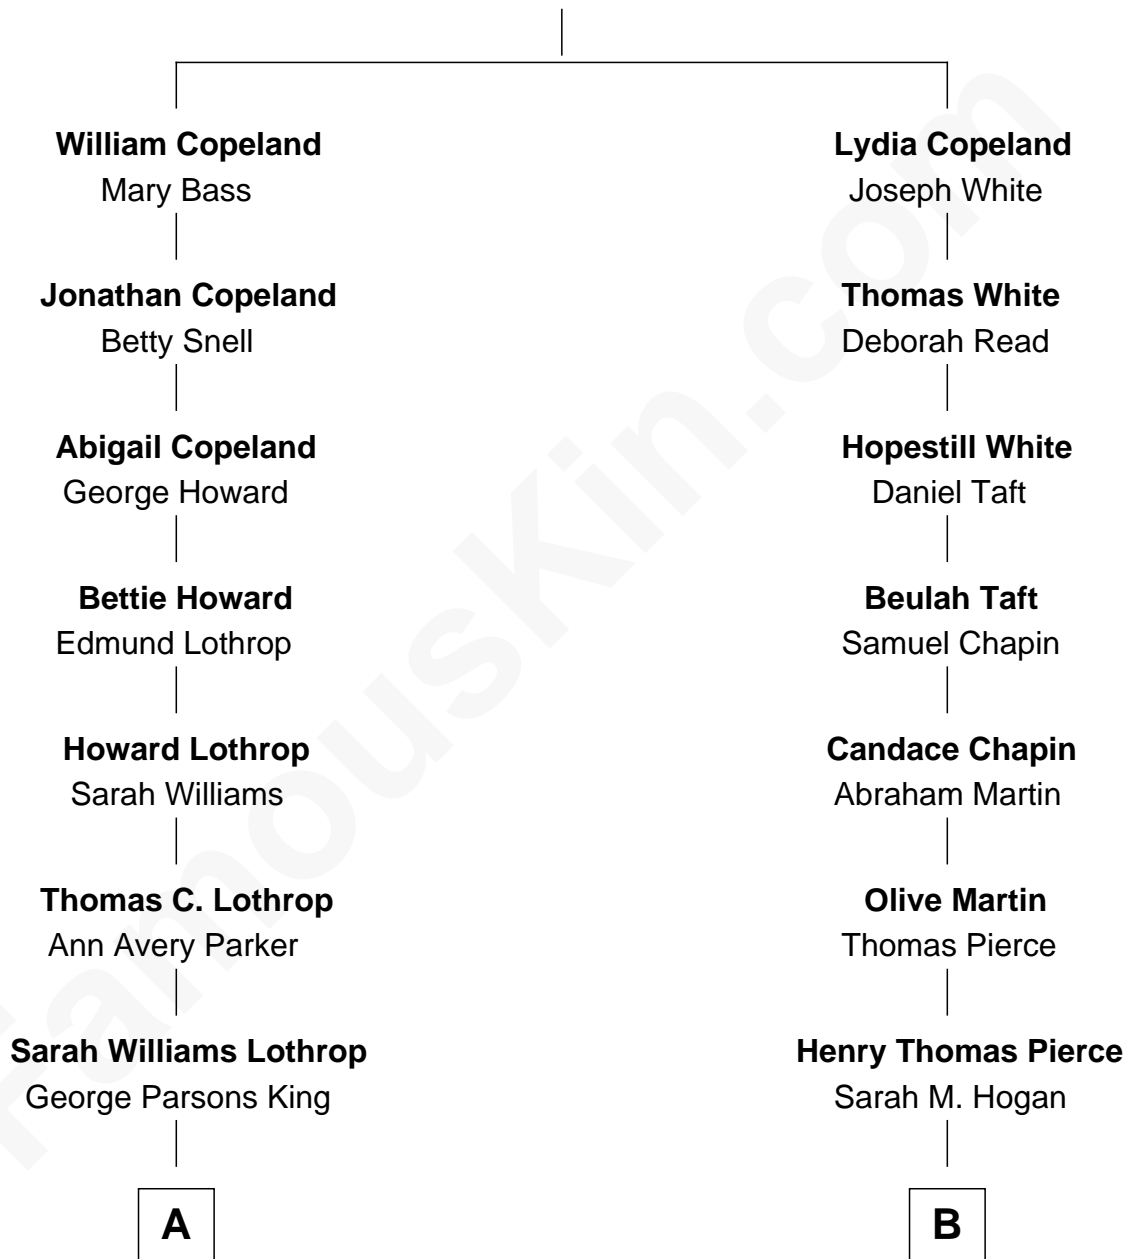 William Copeland
Mary Bass
Jonathan Copeland
Betty Snell
Abigail Copeland
George Howard
Bettie Howard
Edmund Lothrop
Howard Lothrop
Sarah Williams
Thomas C. Lothrop
Ann Avery Parker
Sarah Williams Lothrop
George Parsons King
A
Lydia Copeland
Joseph White
Thomas White
Deborah Read
Hopestill White
Daniel Taft
Beulah Taft
Samuel Chapin
Candace Chapin
Abraham Martin
Olive Martin
Thomas Pierce
Henry Thomas Pierce
Sarah M. Hogan
B
FamousKin.com